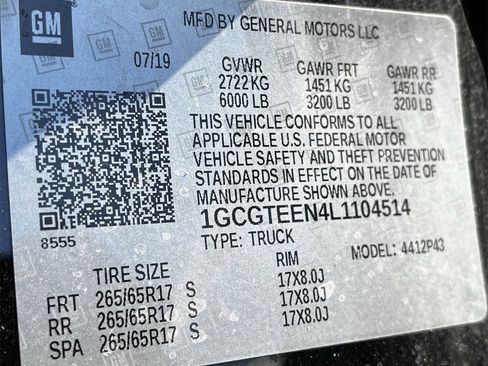 GM
MFD BY GENERAL MOTORS LLC
07/19
GVWR GAWR FRT GAWR RR
2722 KG 1451 KG 1451 KG
6000 LB 3200 LB 3200 LB
THIS VEHICLE CONFORMS TO ALL
APPLICABLE U.S. FEDERAL MOTOR
VEHICLE SAFETY AND THEFT PREVENTION
STANDARDS IN EFFECT ON THE DATE OF
MANUFACTURE SHOWN ABOVE.
1GCGTEEN4L1104514
8555
TYPE: TRUCK MODEL: 4412P43
TIRE SIZE RIM
FRT 265/65R17 S 17X8.0J
RR 265/65R17 S 17X8.0J
SPA 265/65R17 S 17X8.0J